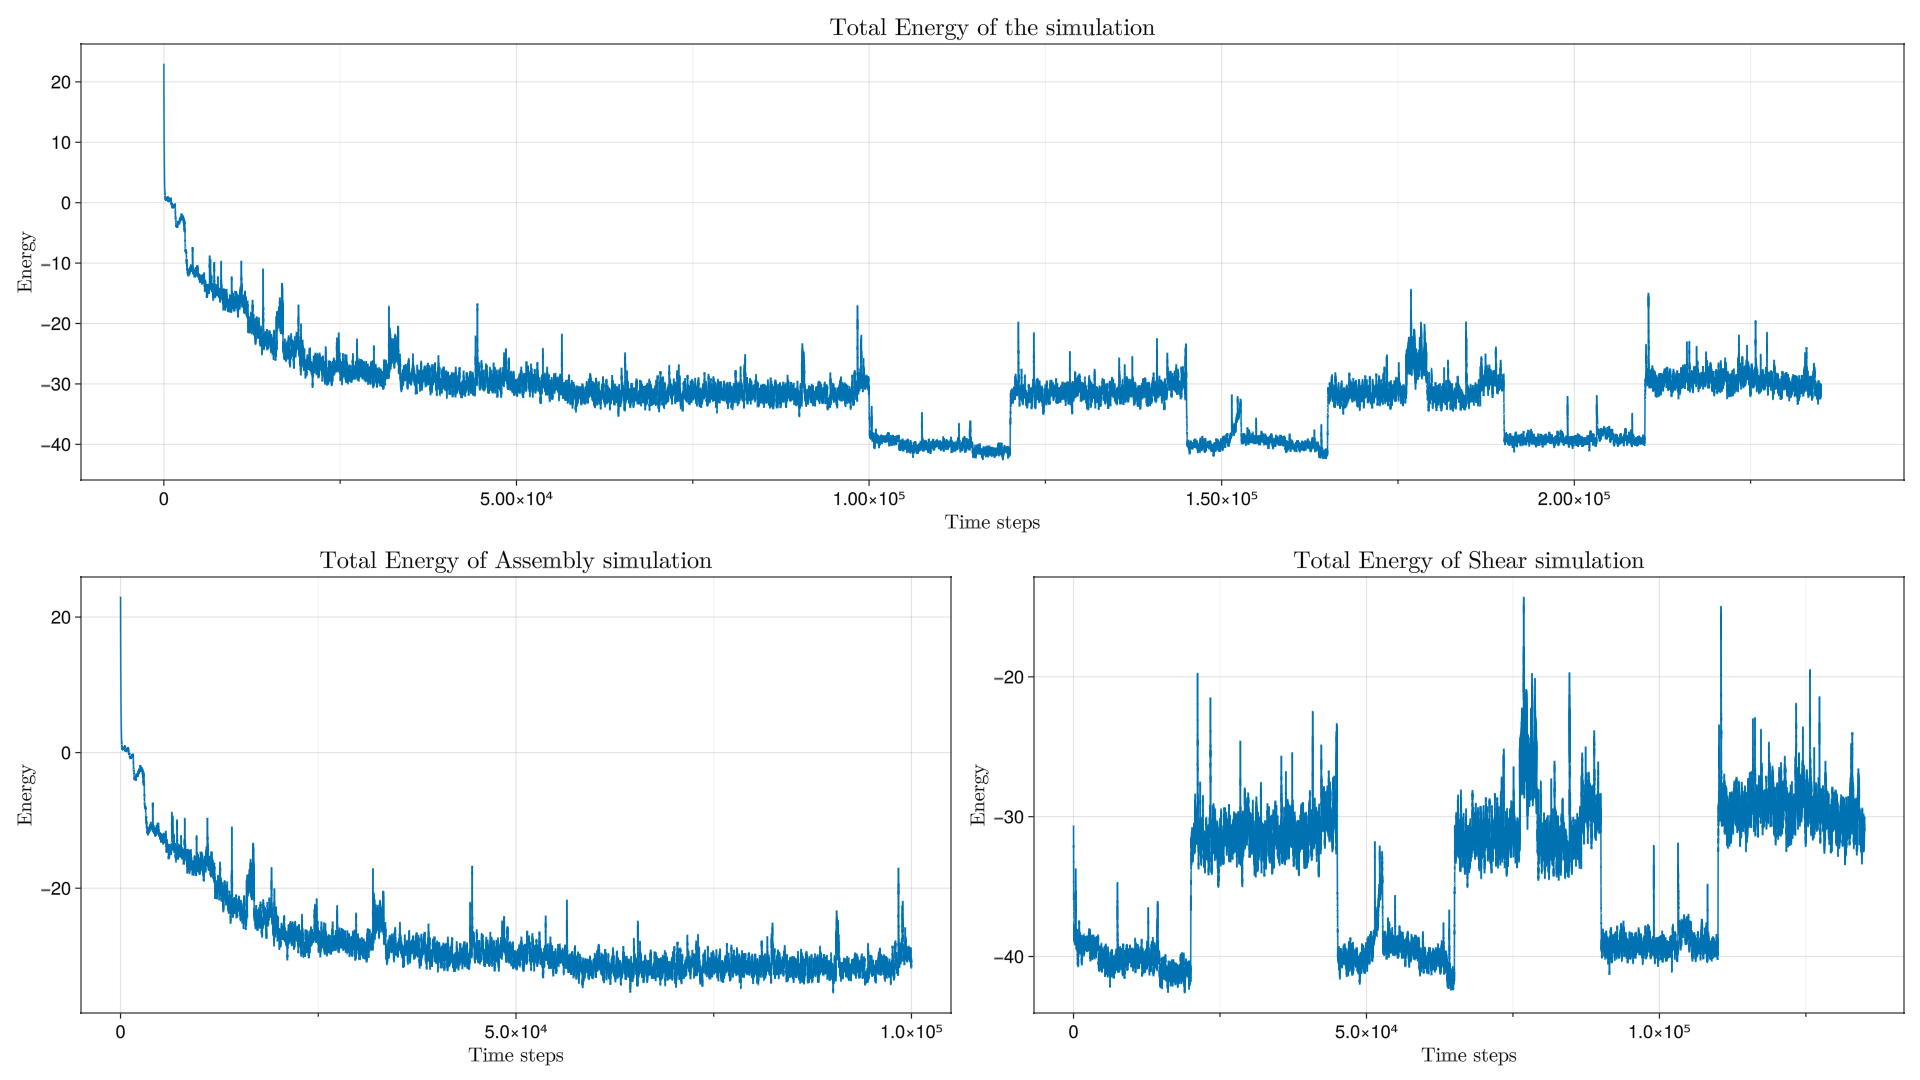 Total Energy of the simulation
Energy
20
10
0
−10
−20
−30
−40
0
5.00×10⁴
1.00×10⁵
1.50×10⁵
2.00×10⁵
Time steps
Total Energy of Assembly simulation
Energy
20
0
−20
0
5.0×10⁴
1.0×10⁵
Time steps
Total Energy of Shear simulation
Energy
−20
−30
−40
0
5.0×10⁴
1.0×10⁵
Time steps